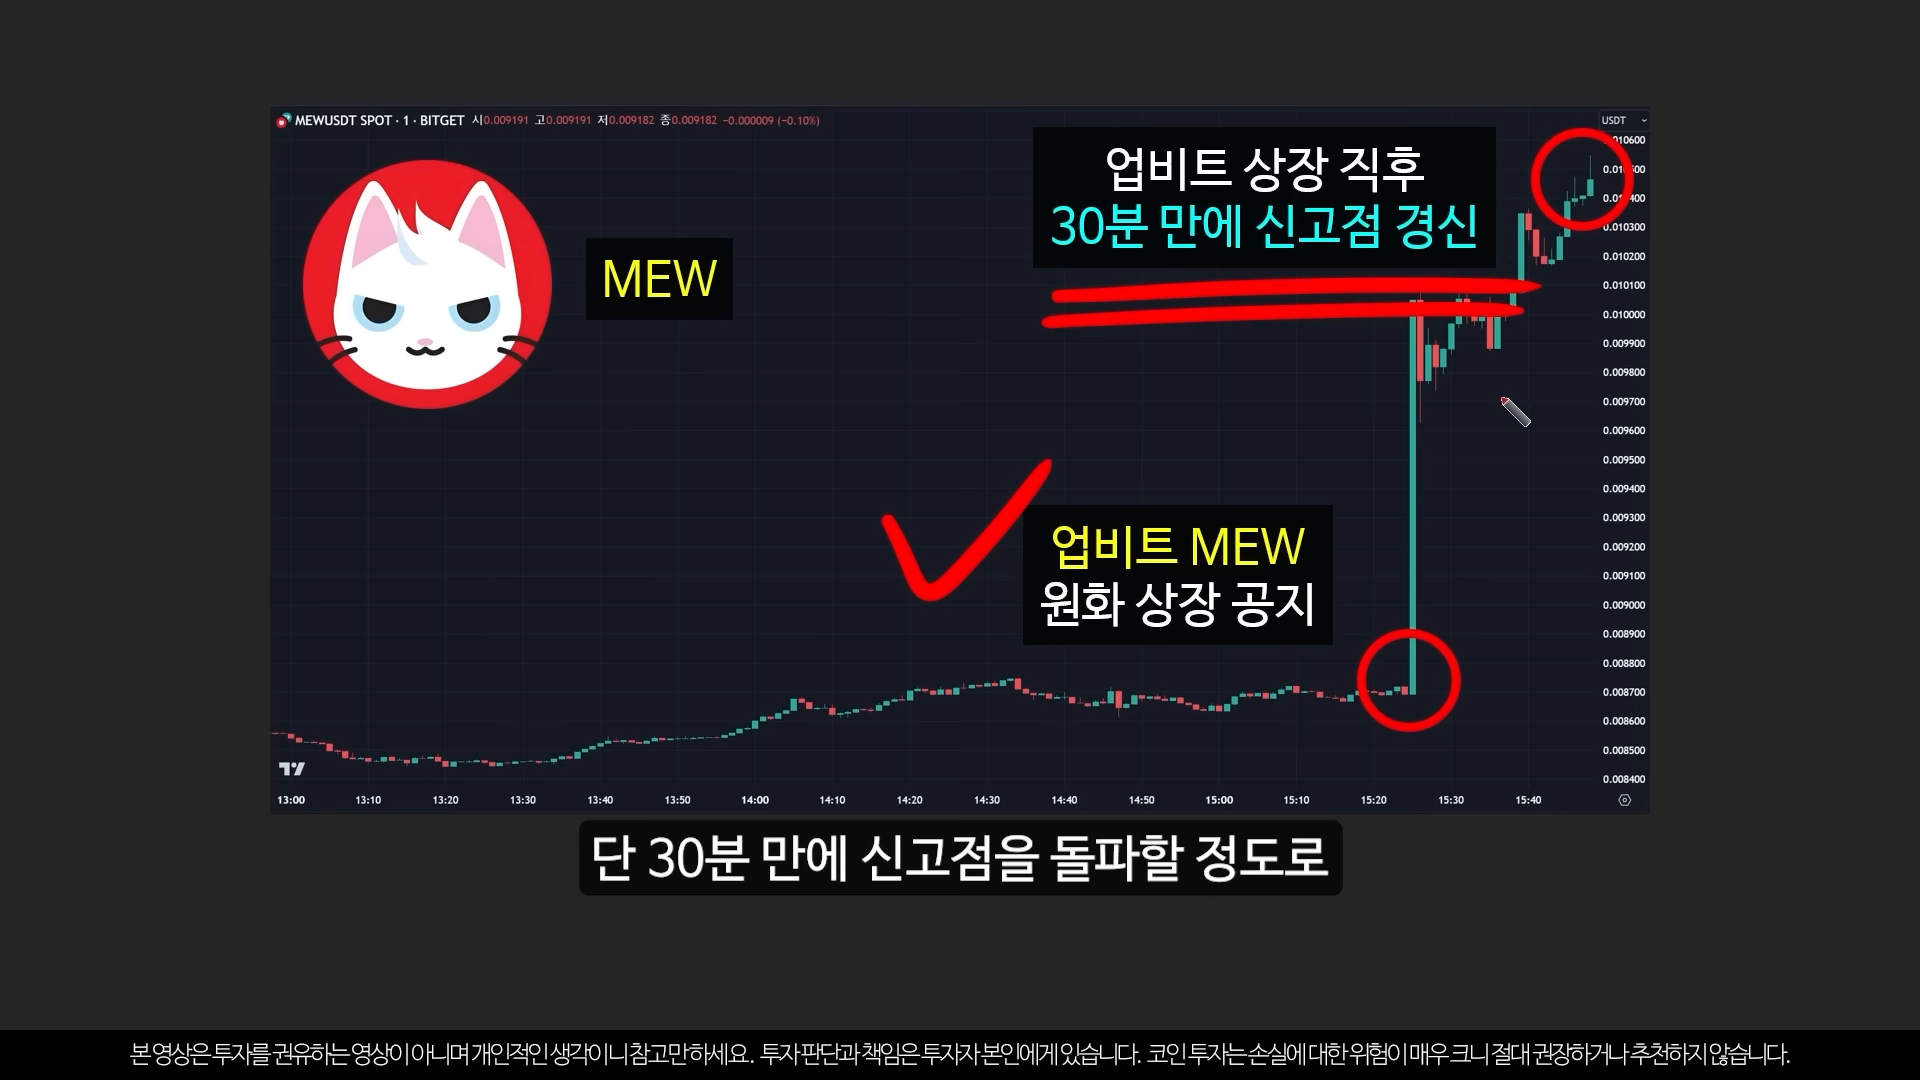 MEWUSDT SPOT · 1 · BITGET 시0.009191 고0.009191 저0.009182 종0.009182 −0.000009 (−0.10%)
USDT
업비트 상장 직후
30분 만에 신고점 경신
MEW
업비트 MEW
원화 상장 공지
0.010300
0.010200
0.010100
0.010000
0.009900
0.009800
0.009700
0.009600
0.009500
0.009400
0.009300
0.009200
0.009100
0.009000
0.008900
0.008800
0.008700
0.008600
0.008500
0.008400
13:00 13:10 13:20 13:30 13:40 13:50 14:00 14:10 14:20 14:30 14:40 14:50 15:00 15:10 15:20 15:30 15:40
단 30분 만에 신고점을 돌파할 정도로
본 영상은 투자를 권유하는 영상이 아니며 개인적인 생각이니 참고만 하세요. 투자 판단과 책임은 투자자 본인에게 있습니다. 코인 투자는 손실에 대한 위험이 매우 크니 절대 권장하거나 추천하지 않습니다.